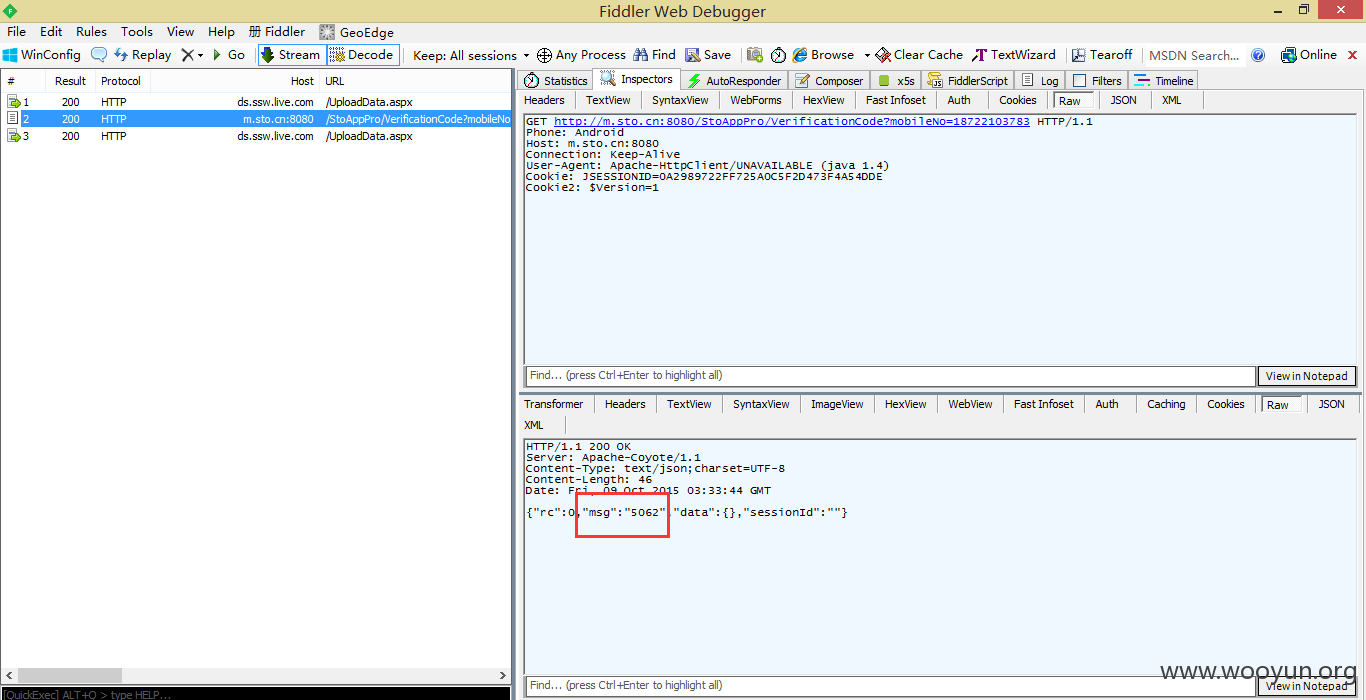 Fiddler Web Debugger
File Edit Rules Tools View Help Fiddler GeoEdge
WinConfig Replay Go Stream Decode Keep: All sessions Any Process Find Save Browse Clear Cache TextWizard Tearoff MSDN Search... Online
# Result Protocol Host URL
1 200 HTTP ds.ssw.live.com /UploadData.aspx
2 200 HTTP m.sto.cn:8080 /StoAppPro/VerificationCode?mobileNo
3 200 HTTP ds.ssw.live.com /UploadData.aspx
[QuickExec] ALT+Q > type HELP...
Statistics Inspectors AutoResponder Composer x5s FiddlerScript Log Filters Timeline
Headers TextView SyntaxView WebForms HexView Fast Infoset Auth Cookies Raw JSON XML
GET http://m.sto.cn:8080/StoAppPro/VerificationCode?mobileNo=18722103783 HTTP/1.1
Phone: Android
Host: m.sto.cn:8080
Connection: Keep-Alive
User-Agent: Apache-HttpClient/UNAVAILABLE (java 1.4)
Cookie: JSESSIONID=0A2989722FF725A0C5F2D473F4A54DDE
Cookie2: $Version=1
Find... (press Ctrl+Enter to highlight all) View in Notepad
Transformer Headers TextView SyntaxView ImageView HexView WebView Fast Infoset Auth Caching Cookies Raw JSON
XML
HTTP/1.1 200 OK
Server: Apache-Coyote/1.1
Content-Type: text/json;charset=UTF-8
Content-Length: 46
Date: Fri, 09 Oct 2015 03:33:44 GMT
{"rc":0,"msg":"5062","data":{},"sessionId":""}
www.wooyun.org
Find... (press Ctrl+Enter to highlight all) View in Notepad